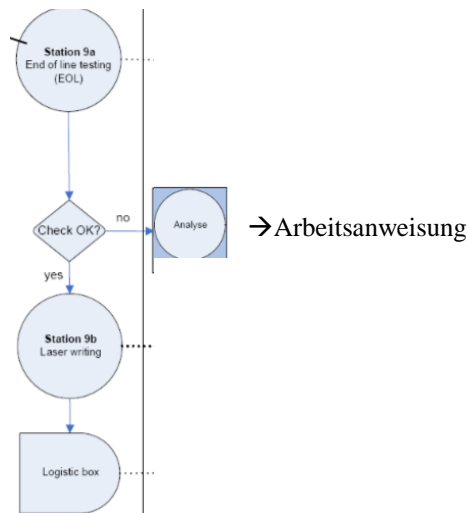 Station 9a
End of line testing
(EOL)
Check OK?
no
Analyse
→Arbeitsanweisung
yes
Station 9b
Laser writing
Logistic box